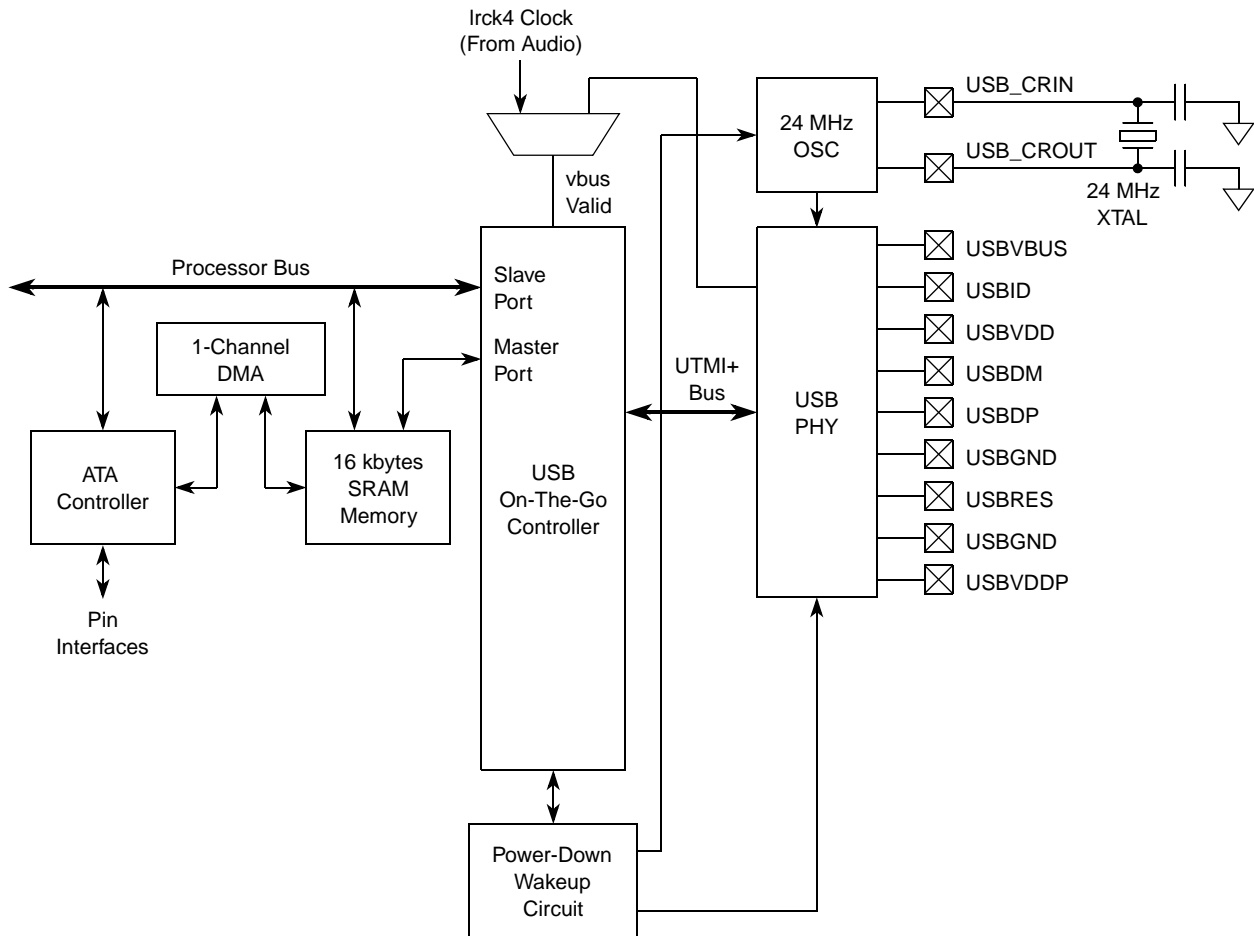 lrck4 Clock
(From Audio)
vbus
Valid
24 MHz
OSC
USB_CRIN
USB_CROUT
24 MHz
XTAL
Processor Bus
Slave
Port
Master
Port
1-Channel
DMA
ATA
Controller
16 kbytes
SRAM
Memory
Pin
Interfaces
USB
On-The-Go
Controller
UTMI+
Bus
USB
PHY
USBVBUS
USBID
USBVDD
USBDM
USBDP
USBGND
USBRES
USBGND
USBVDDP
Power-Down
Wakeup
Circuit